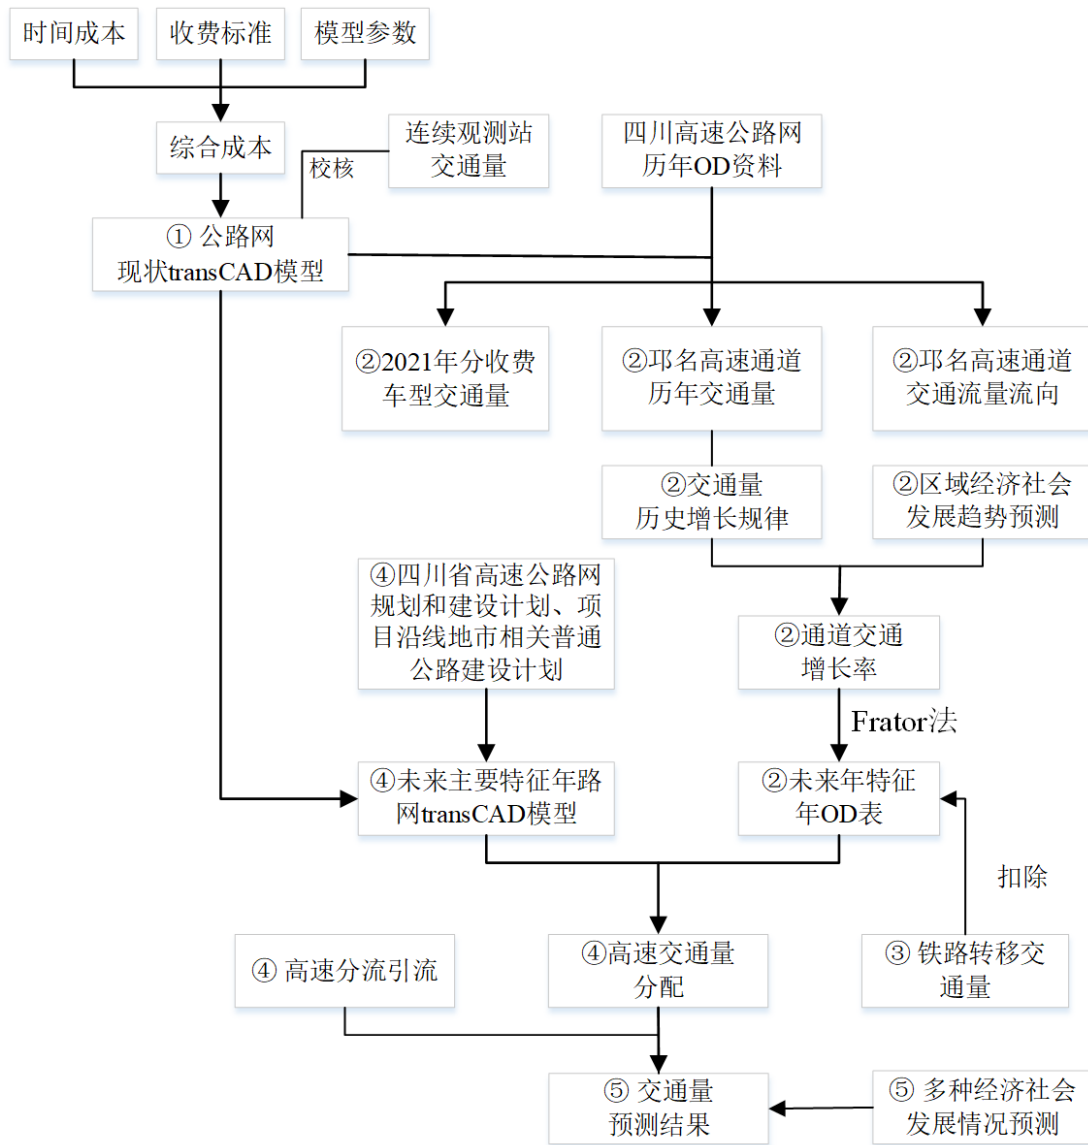 时间成本
收费标准
模型参数
综合成本
校核
连续观测站
交通量
四川高速公路网
历年OD资料
① 公路网
现状transCAD模型
②2021年分收费
车型交通量
②邛名高速通道
历年交通量
②邛名高速通道
交通流量流向
②交通量
历史增长规律
②区域经济社会
发展趋势预测
④四川省高速公路网
规划和建设计划、项
目沿线地市相关普通
公路建设计划
②通道交通
增长率
Frator法
④未来主要特征年路
网transCAD模型
②未来年特征
年OD表
扣除
④ 高速分流引流
④高速交通量
分配
③ 铁路转移交
通量
⑤ 交通量
预测结果
⑤ 多种经济社会
发展情况预测